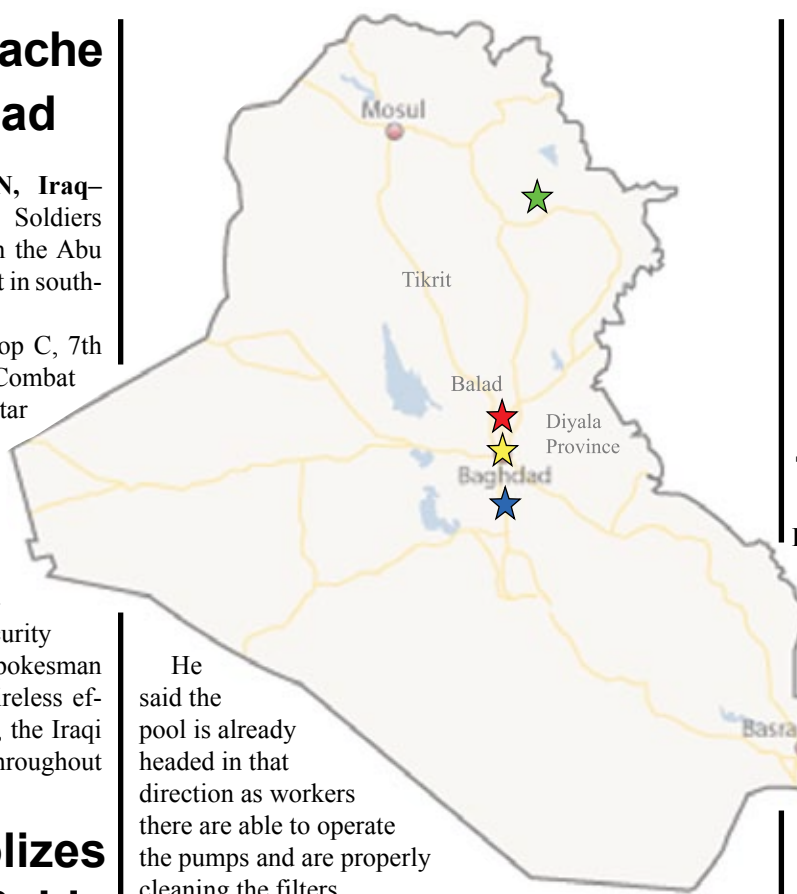 ache
ad
N, Iraq–
Soldiers
n the Abu
t in south-
op C, 7th
Combat
tar
urity
pokesman
ireless ef-
, the Iraqi
hroughout
lizes
Mosul
Tikrit
Balad
Diyala
Province
Baghdad
Basra
He
said the
pool is already
headed in that
direction as workers
there are able to operate
the pumps and are properly
cleaning the filters